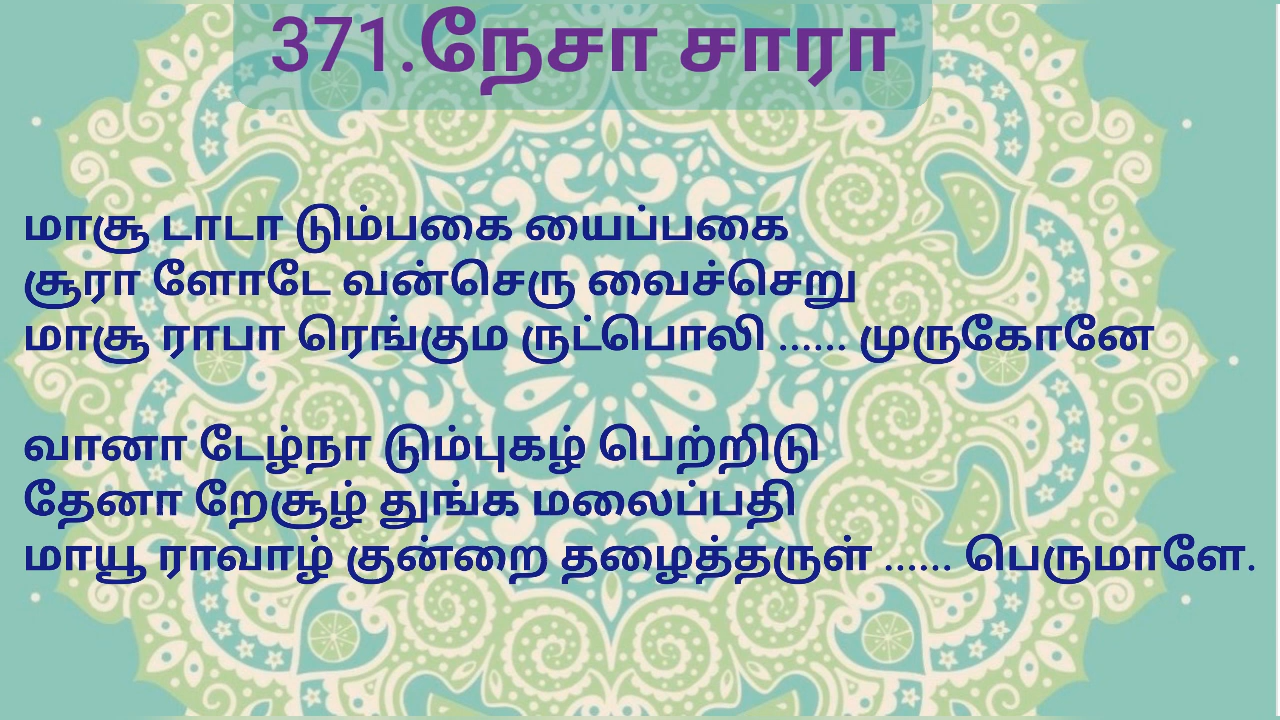 371.நேசா சாரா
மாசூ டாடா டும்பகை யைப்பகை
சூரா ளோடே வன்செரு வைச்செறு
மாசூ ராபா ரெங்கும ருட்பொலி ...... முருகோனே
வானா டேழ்நா டும்புகழ் பெற்றிடு
தேனா றேசூழ் துங்க மலைப்பதி
மாயூ ராவாழ் குன்றை தழைத்தருள் ...... பெருமாளே.